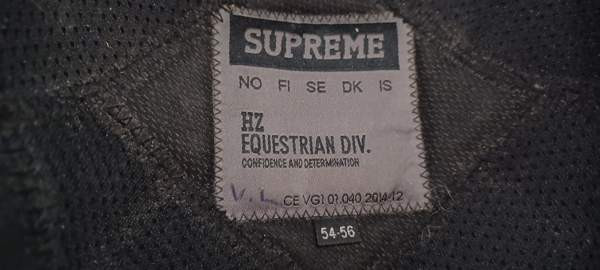 SUPREME
NO FI SE DK IS
HZ
EQUESTRIAN DIV.
CONFIDENCE AND DETERMINATION
V.L CE VG1 01.040 2014-12
54-56